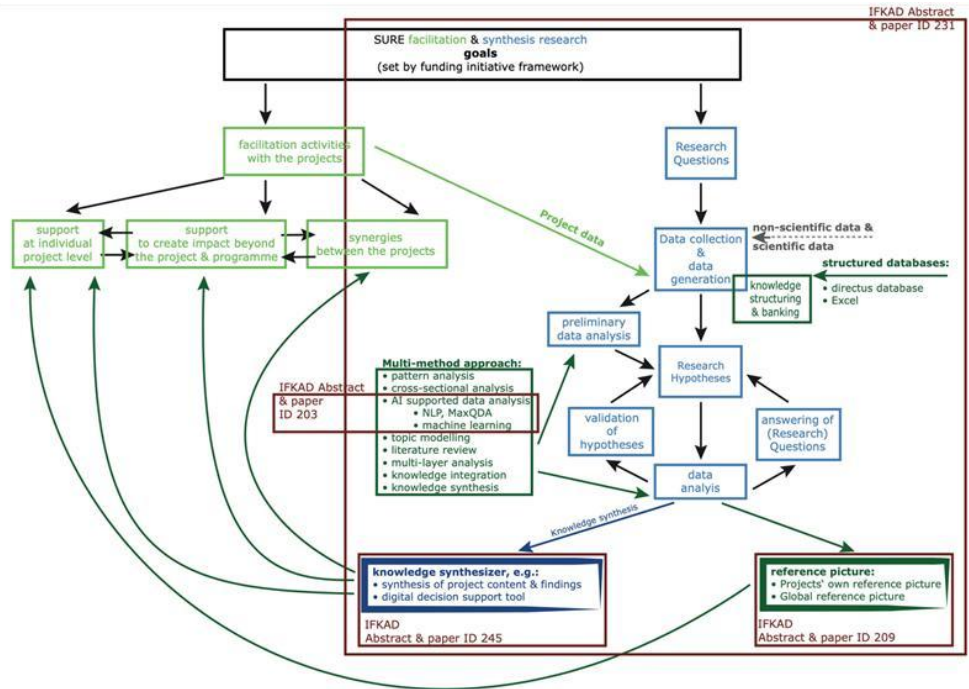 IFKAD Abstract
& paper ID 231
SURE facilitation & synthesis research
goals
(set by funding initiative framework)
facilitation activities
with the projects
Research
Questions
support
at individual
project level
support
to create impact beyond
the project & programme
synergies
between the projects
Project data
Data collection
&
data
generation
non-scientific data &
scientific data
structured databases:
• directus database
• Excel
knowledge
structuring
& banking
preliminary
data analysis
Research
Hypotheses
Multi-method approach:
• pattern analysis
• cross-sectional analysis
• AI supported data analysis
• NLP, MaxQDA
• machine learning
• topic modelling
• literature review
• multi-layer analysis
• knowledge integration
• knowledge synthesis
IFKAD Abstract
& paper
ID 203
validation
of
hypotheses
answering of
(Research)
Questions
data
analyis
Knowledge synthesis
knowledge synthesizer, e.g.:
• synthesis of project content & findings
• digital decision support tool
IFKAD
Abstract & paper ID 245
reference picture:
• Projects' own reference picture
• Global reference picture
IFKAD
Abstract & paper ID 209